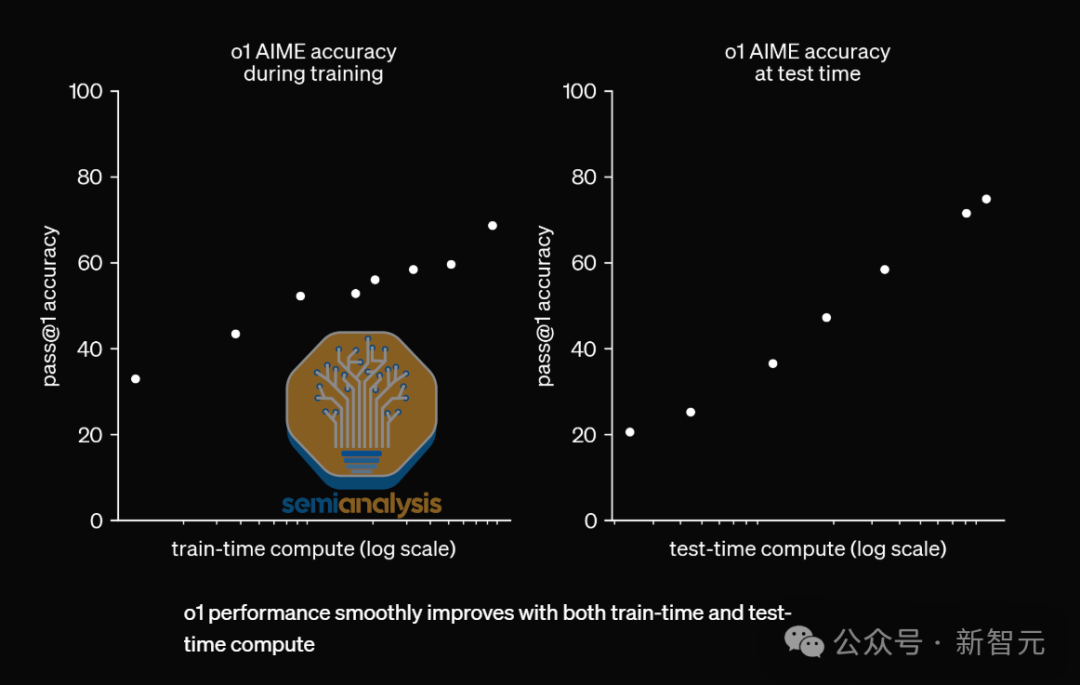 o1 AIME accuracy
during training
100
80
60
40
20
0
pass@1 accuracy
train-time compute (log scale)
semianalysis
o1 AIME accuracy
at test time
100
80
60
40
20
0
pass@1 accuracy
test-time compute (log scale)
o1 performance smoothly improves with both train-time and test-
time compute
公众号 · 新智元